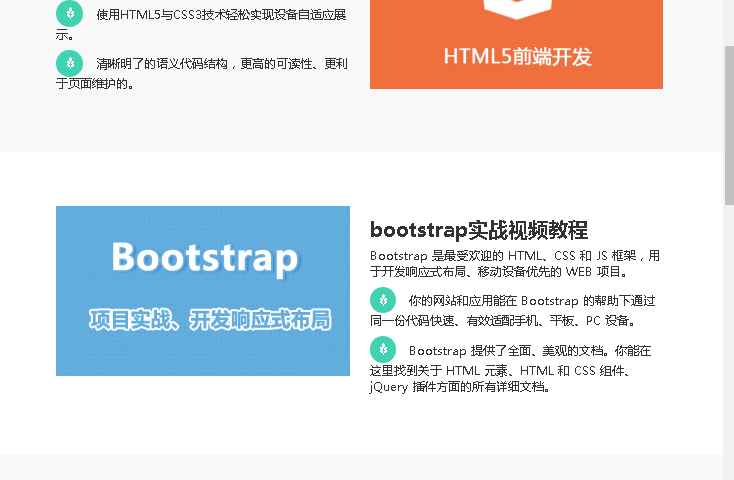 使用HTML5与CSS3技术轻松实现设备自适应展
示。
清晰明了的语义代码结构，更高的可读性、更利
于页面维护的。
HTML5前端开发
Bootstrap
项目实战、开发响应式布局
bootstrap实战视频教程
Bootstrap 是最受欢迎的 HTML、CSS 和 JS 框架，用
于开发响应式布局、移动设备优先的 WEB 项目。
你的网站和应用能在 Bootstrap 的帮助下通过
同一份代码快速、有效适配手机、平板、PC 设备。
Bootstrap 提供了全面、美观的文档。你能在
这里找到关于 HTML 元素、HTML 和 CSS 组件、
jQuery 插件方面的所有详细文档。